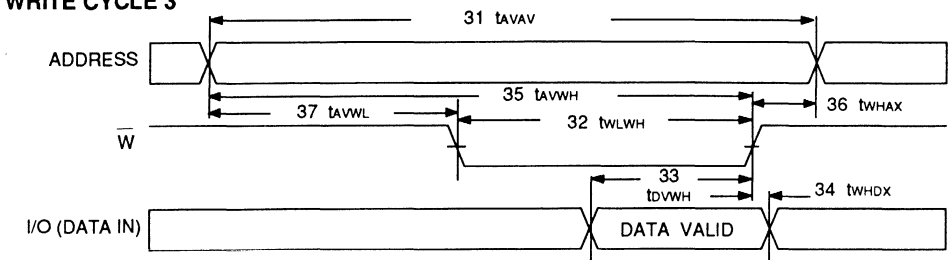 WRITE CYCLE 3
31 tAVAV
ADDRESS
35 tAVWH
37 tAVWL
36 tWHAX
32 tWLWH
W
33
tDVWH
34 tWHDX
I/O (DATA IN)
DATA VALID